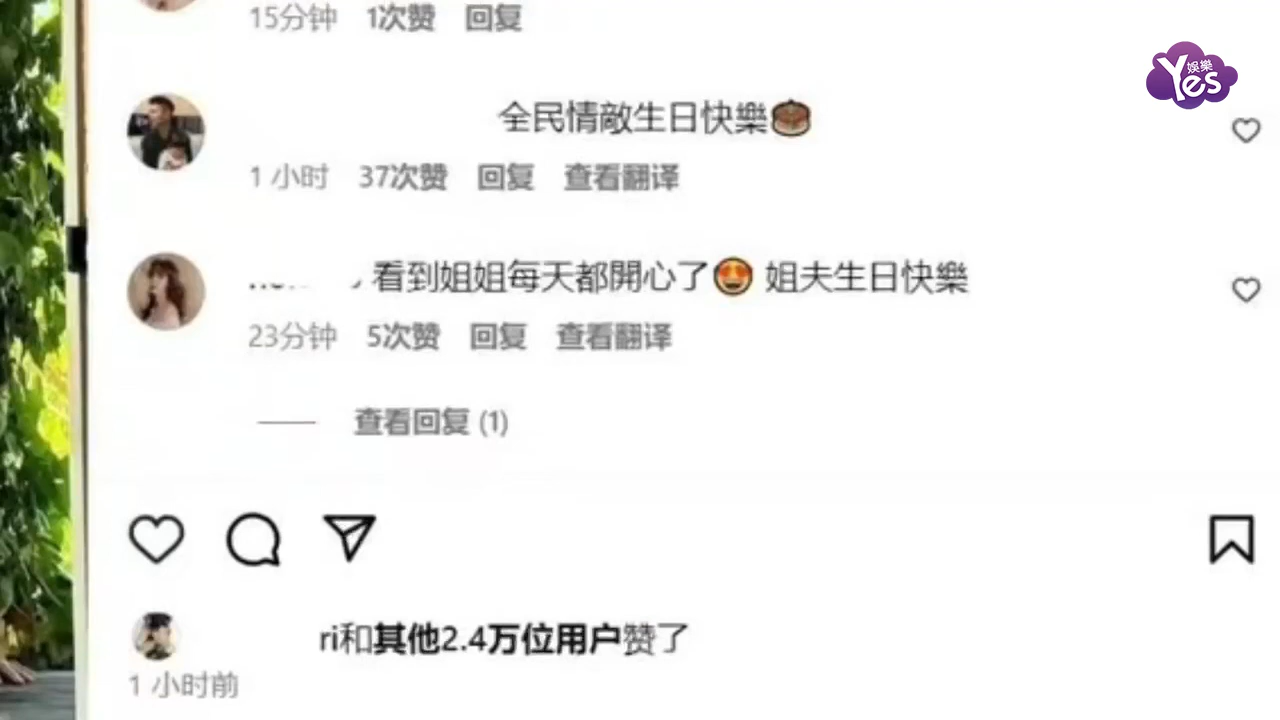 15分钟 1次赞 回复
娛樂
Yes
全民情敵生日快樂
1 小时 37次赞 回复 查看翻译
看到姐姐每天都開心了 姐夫生日快樂
23分钟 5次赞 回复 查看翻译
查看回复 (1)
ri和其他2.4万位用户赞了
1 小时前